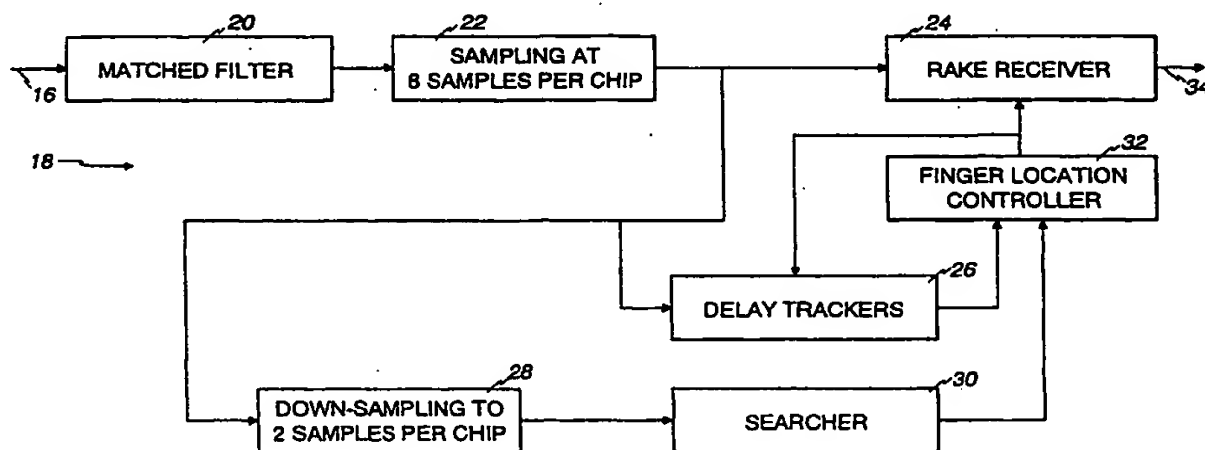 20
MATCHED FILTER
22
SAMPLING AT
8 SAMPLES PER CHIP
24
RAKE RECEIVER
16
34
18
32
FINGER LOCATION
CONTROLLER
26
DELAY TRACKERS
28
DOWN-SAMPLING TO
2 SAMPLES PER CHIP
30
SEARCHER